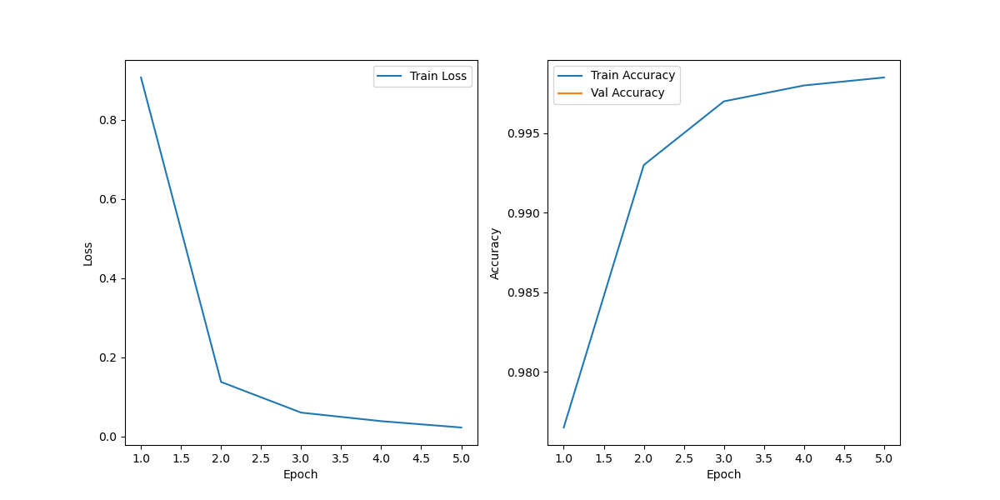 Train Loss
0.8
0.6
0.4
0.2
0.0
Loss
1.0 1.5 2.0 2.5 3.0 3.5 4.0 4.5 5.0
Epoch
Train Accuracy
Val Accuracy
0.995
0.990
0.985
0.980
Accuracy
1.0 1.5 2.0 2.5 3.0 3.5 4.0 4.5 5.0
Epoch